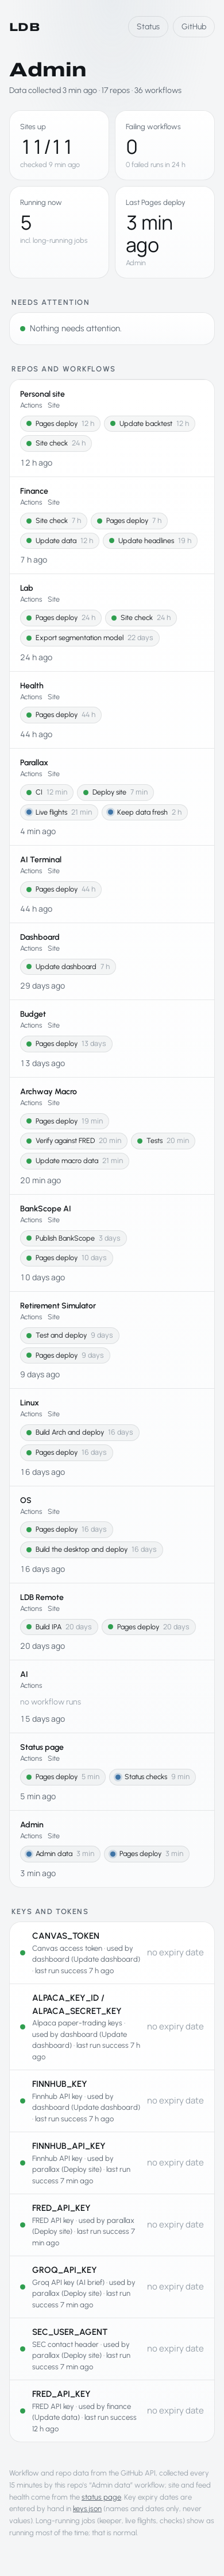 LDB
Status
GitHub
Admin
Data collected 3 min ago · 17 repos · 36 workflows
Sites up
11/11
checked 9 min ago
Failing workflows
0
0 failed runs in 24 h
Running now
5
incl. long-running jobs
Last Pages deploy
3 min
ago
Admin
NEEDS ATTENTION
Nothing needs attention.
REPOS AND WORKFLOWS
Personal site
Actions Site
Pages deploy 12 h
Update backtest 12 h
Site check 24 h
12 h ago
Finance
Actions Site
Site check 7 h
Pages deploy 7 h
Update data 12 h
Update headlines 19 h
7 h ago
Lab
Actions Site
Pages deploy 24 h
Site check 24 h
Export segmentation model 22 days
24 h ago
Health
Actions Site
Pages deploy 44 h
44 h ago
Parallax
Actions Site
CI 12 min
Deploy site 7 min
Live flights 21 min
Keep data fresh 2 h
4 min ago
AI Terminal
Actions Site
Pages deploy 44 h
44 h ago
Dashboard
Actions Site
Update dashboard 7 h
29 days ago
Budget
Actions Site
Pages deploy 13 days
13 days ago
Archway Macro
Actions Site
Pages deploy 19 min
Verify against FRED 20 min
Tests 20 min
Update macro data 21 min
20 min ago
BankScope AI
Actions Site
Publish BankScope 3 days
Pages deploy 10 days
10 days ago
Retirement Simulator
Actions Site
Test and deploy 9 days
Pages deploy 9 days
9 days ago
Linux
Actions Site
Build Arch and deploy 16 days
Pages deploy 16 days
16 days ago
OS
Actions Site
Pages deploy 16 days
Build the desktop and deploy 16 days
16 days ago
LDB Remote
Actions Site
Build IPA 20 days
Pages deploy 20 days
20 days ago
AI
Actions
no workflow runs
15 days ago
Status page
Actions Site
Pages deploy 5 min
Status checks 9 min
5 min ago
Admin
Actions Site
Admin data 3 min
Pages deploy 3 min
3 min ago
KEYS AND TOKENS
CANVAS_TOKEN
Canvas access token · used by
dashboard (Update dashboard)
· last run success 7 h ago
no expiry date
ALPACA_KEY_ID /
ALPACA_SECRET_KEY
Alpaca paper-trading keys ·
used by dashboard (Update
dashboard) · last run success 7 h
ago
no expiry date
FINNHUB_KEY
Finnhub API key · used by
dashboard (Update dashboard)
· last run success 7 h ago
no expiry date
FINNHUB_API_KEY
Finnhub API key · used by
parallax (Deploy site) · last run
success 7 min ago
no expiry date
FRED_API_KEY
FRED API key · used by parallax
(Deploy site) · last run success 7
min ago
no expiry date
GROQ_API_KEY
Groq API key (AI brief) · used by
parallax (Deploy site) · last run
success 7 min ago
no expiry date
SEC_USER_AGENT
SEC contact header · used by
parallax (Deploy site) · last run
success 7 min ago
no expiry date
FRED_API_KEY
FRED API key · used by finance
(Update data) · last run success
12 h ago
no expiry date
Workflow and repo data from the GitHub API, collected every
15 minutes by this repo's "Admin data" workflow; site and feed
health come from the status page. Key expiry dates are
entered by hand in keys.json (names and dates only, never
values). Long-running jobs (keeper, live flights, checks) show as
running most of the time; that is normal.